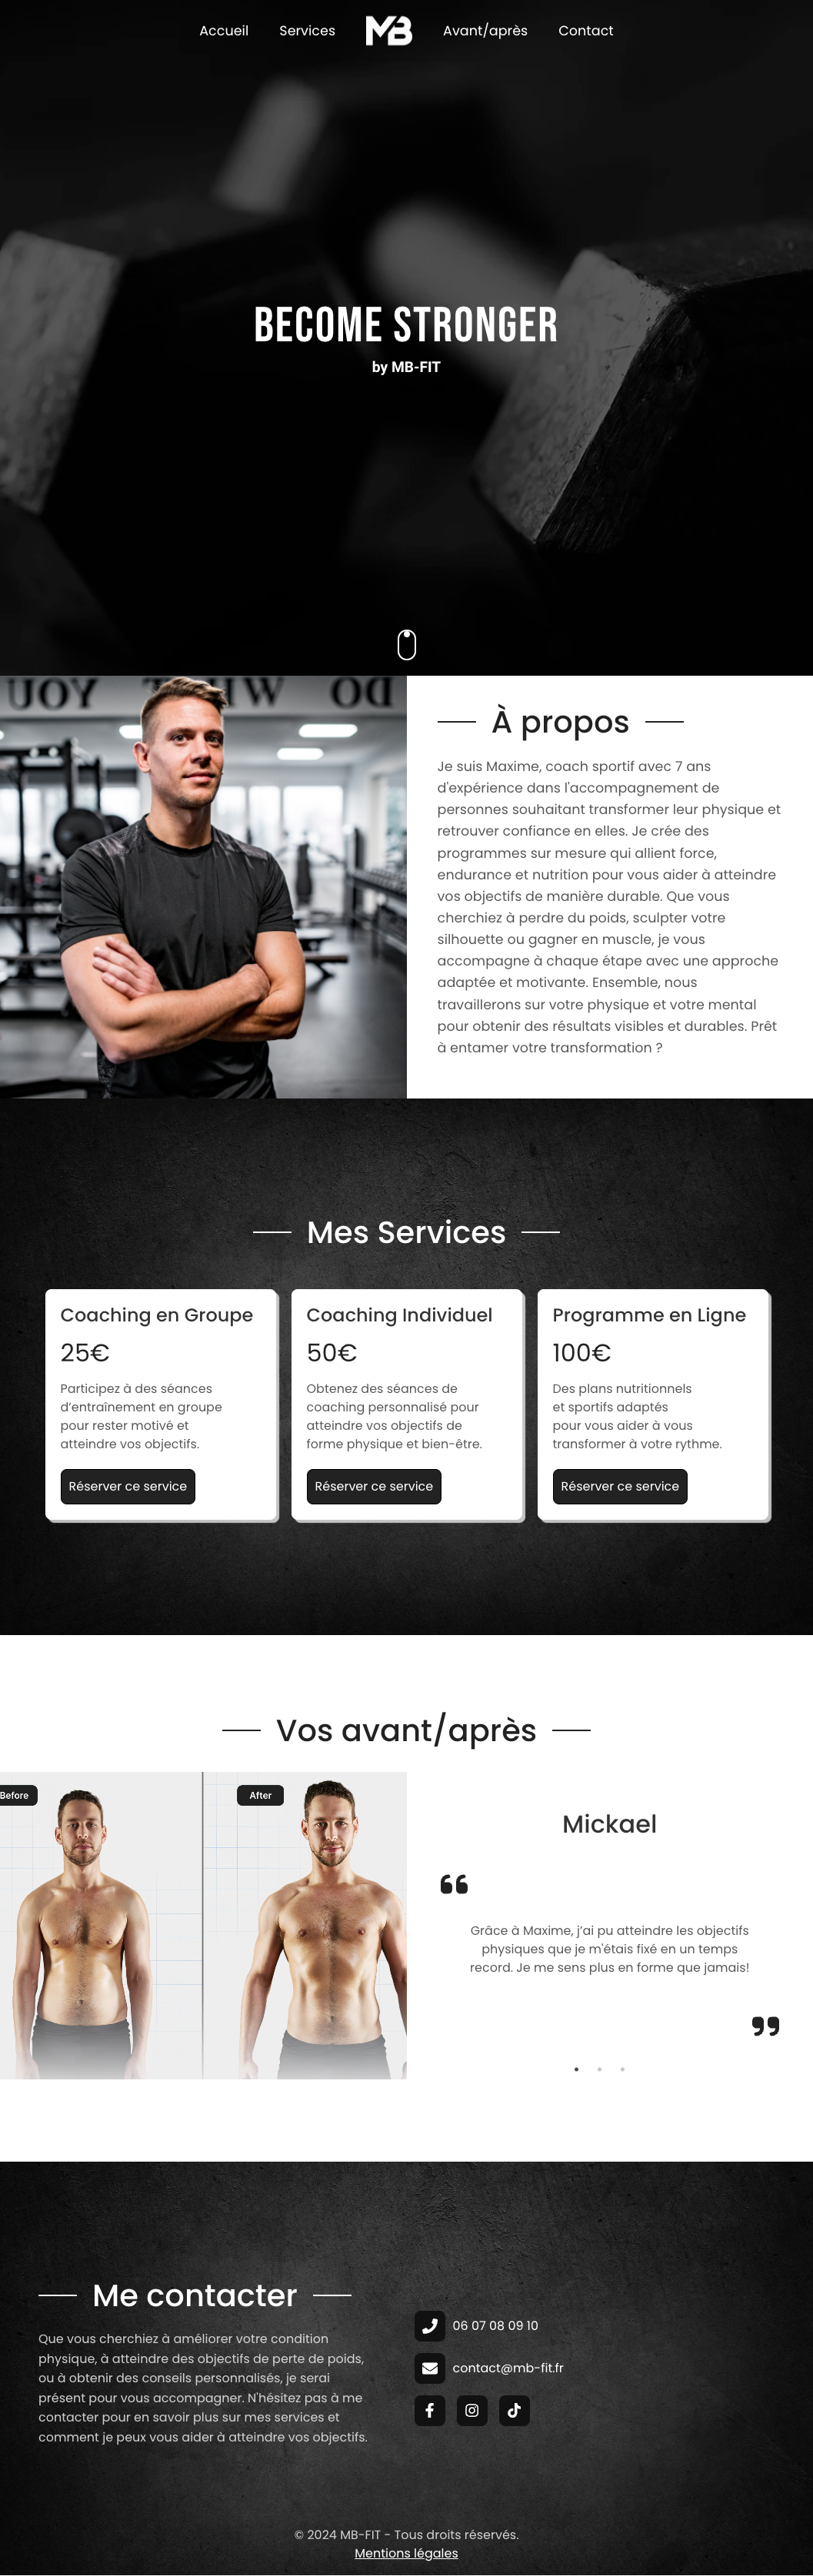 Accueil Services MB Avant/après Contact
BECOME STRONGER
by MB-FIT
UOY
OD
À propos
Je suis Maxime, coach sportif avec 7 ans
d'expérience dans l'accompagnement de
personnes souhaitant transformer leur physique et
retrouver confiance en elles. Je crée des
programmes sur mesure qui allient force,
endurance et nutrition pour vous aider à atteindre
vos objectifs de manière durable. Que vous
cherchiez à perdre du poids, sculpter votre
silhouette ou gagner en muscle, je vous
accompagne à chaque étape avec une approche
adaptée et motivante. Ensemble, nous
travaillerons sur votre physique et votre mental
pour obtenir des résultats visibles et durables. Prêt
à entamer votre transformation ?
Mes Services
Coaching en Groupe
25€
Participez à des séances
d’entraînement en groupe
pour rester motivé et
atteindre vos objectifs.
Réserver ce service
Coaching Individuel
50€
Obtenez des séances de
coaching personnalisé pour
atteindre vos objectifs de
forme physique et bien-être.
Réserver ce service
Programme en Ligne
100€
Des plans nutritionnels
et sportifs adaptés
pour vous aider à vous
transformer à votre rythme.
Réserver ce service
Vos avant/après
Before
After
Mickael
“
Grâce à Maxime, j’ai pu atteindre les objectifs
physiques que je m'étais fixé en un temps
record. Je me sens plus en forme que jamais!
”
Me contacter
Que vous cherchiez à améliorer votre condition
physique, à atteindre des objectifs de perte de poids,
ou à obtenir des conseils personnalisés, je serai
présent pour vous accompagner. N'hésitez pas à me
contacter pour en savoir plus sur mes services et
comment je peux vous aider à atteindre vos objectifs.
06 07 08 09 10
contact@mb-fit.fr
© 2024 MB-FIT - Tous droits réservés.
Mentions légales